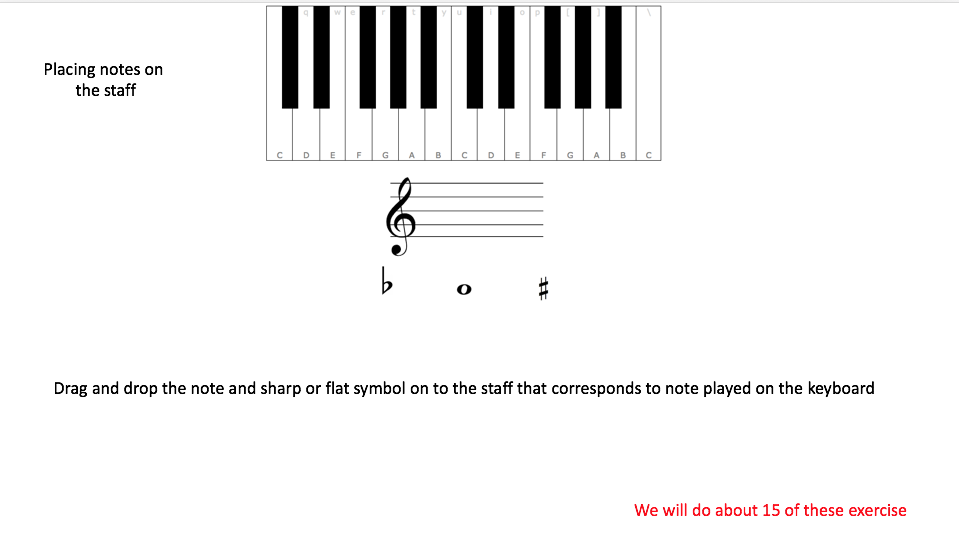 q w e r t y u i o p [ ] \
Placing notes on
the staff
C D E F G A B C D E F G A B C
Drag and drop the note and sharp or flat symbol on to the staff that corresponds to note played on the keyboard
We will do about 15 of these exercise